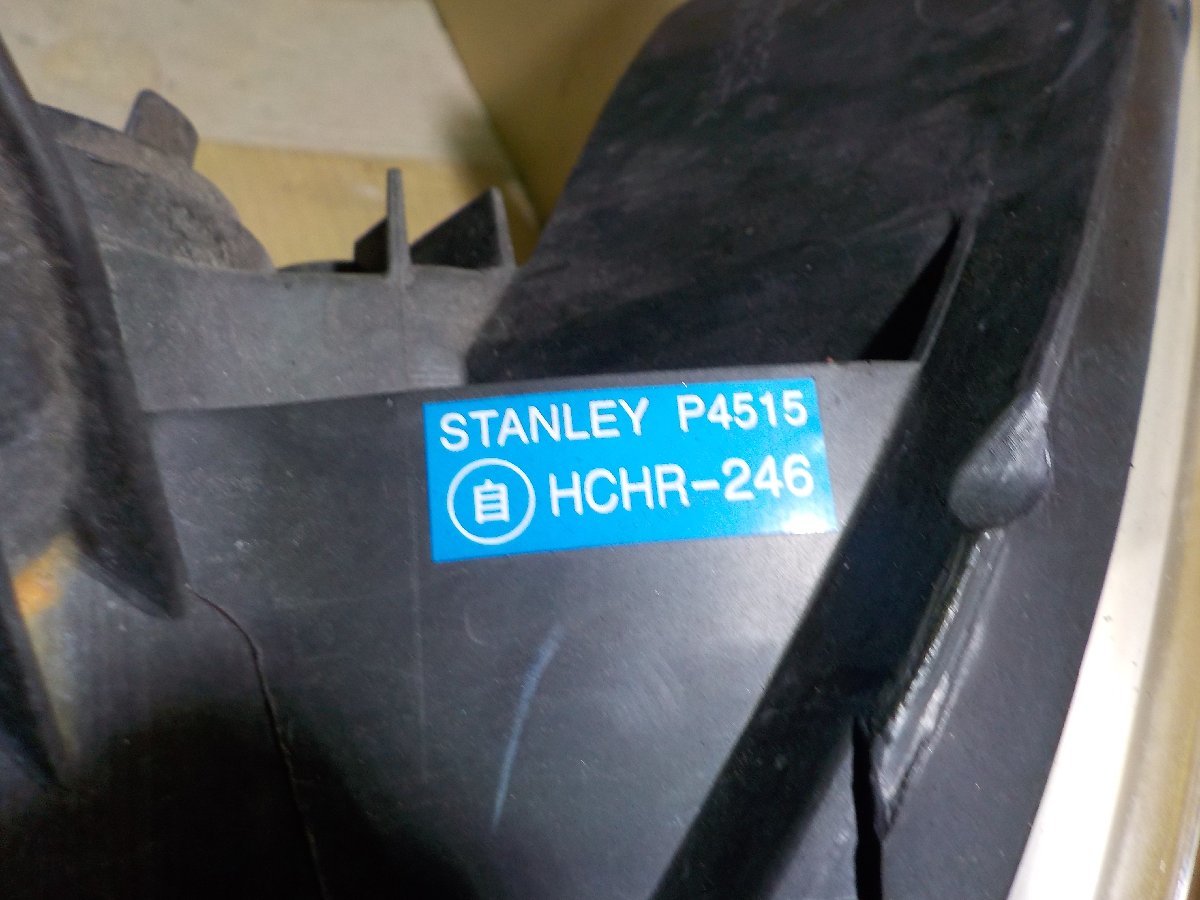 STANLEY P4515
自 HCHR-246